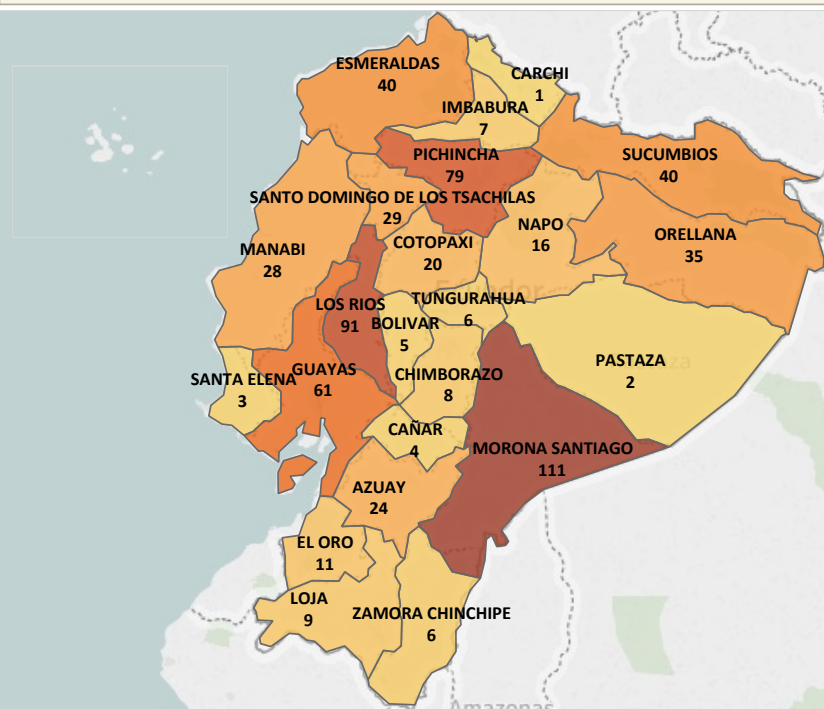 ESMERALDAS
40
CARCHI
1
IMBABURA
7
PICHINCHA
79
SUCUMBIOS
40
SANTO DOMINGO DE LOS TSACHILAS
29
NAPO
16
ORELLANA
35
MANABI
28
COTOPAXI
20
TUNGURAHUA
6
LOS RIOS
91
BOLIVAR
5
PASTAZA
2
SANTA ELENA
3
GUAYAS
61
CHIMBORAZO
8
CAÑAR
4
MORONA SANTIAGO
111
AZUAY
24
EL ORO
11
LOJA
9
ZAMORA CHINCHIPE
6
Ecuador
Amazonas